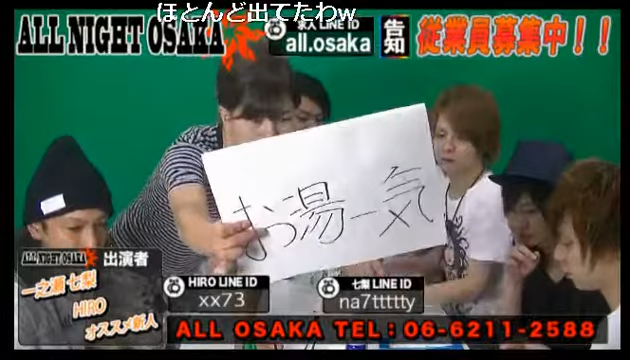 ほとんど出てたわw
ALL NIGHT OSAKA
求人 LINE ID
all.osaka
告知
従業員募集中！！
お湯一気
ALL NIGHT OSAKA
出演者
一之瀬 七梨
HIRO
オススメ新人
HIRO LINE ID
xx73
七梨 LINE ID
na7ttttty
ALL OSAKA TEL：06-6211-2588